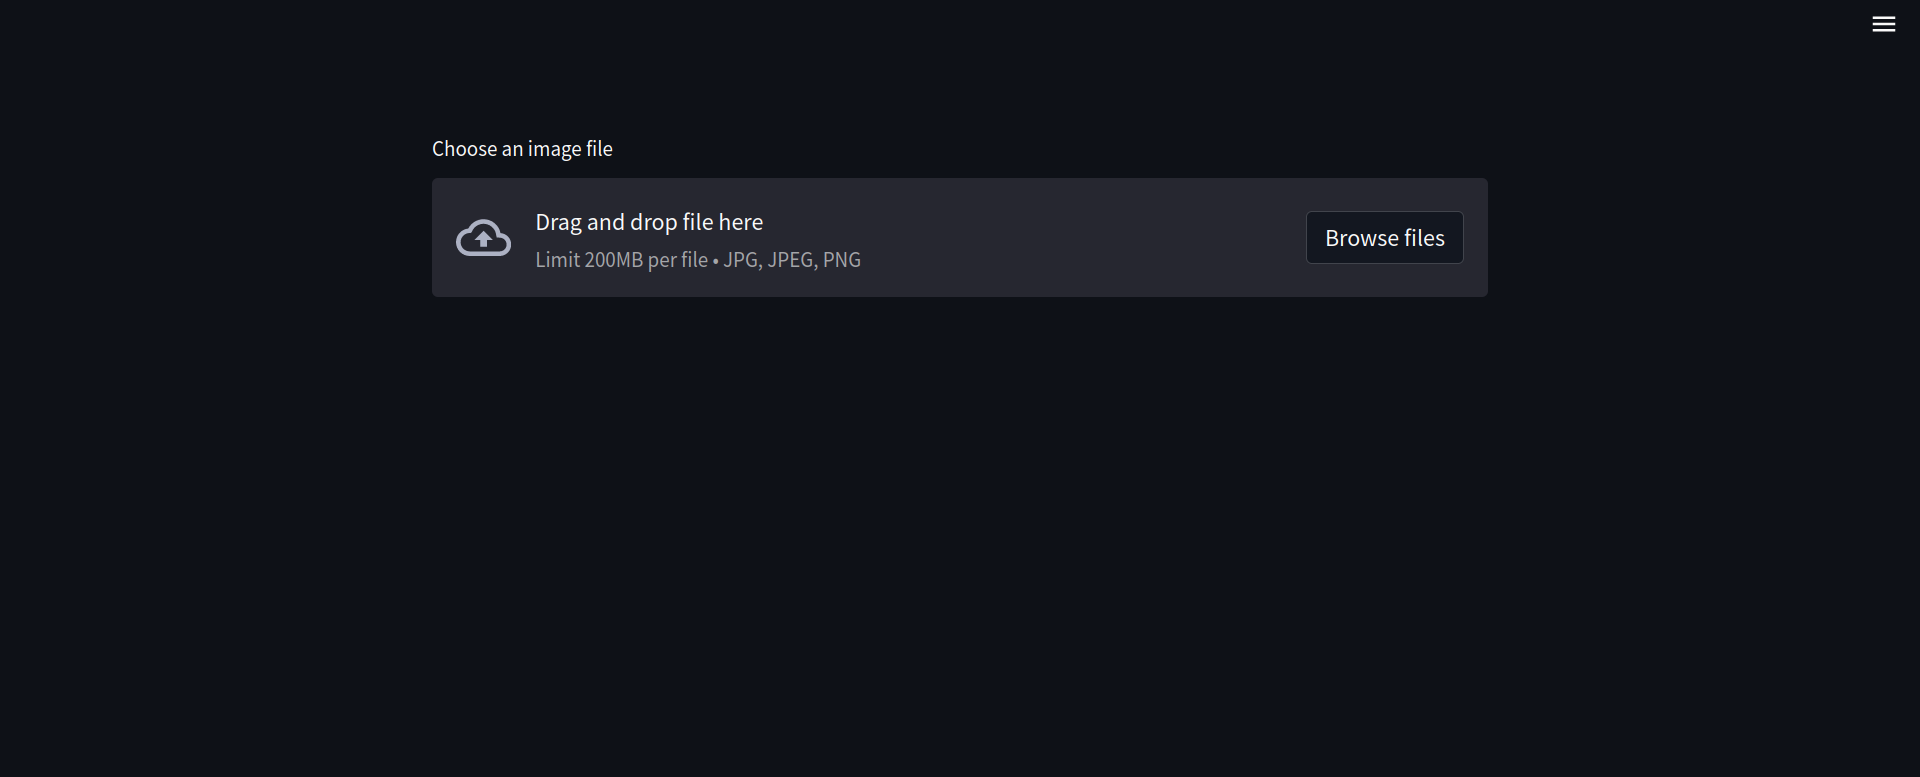 Choose an image file
Drag and drop file here
Limit 200MB per file • JPG, JPEG, PNG
Browse files